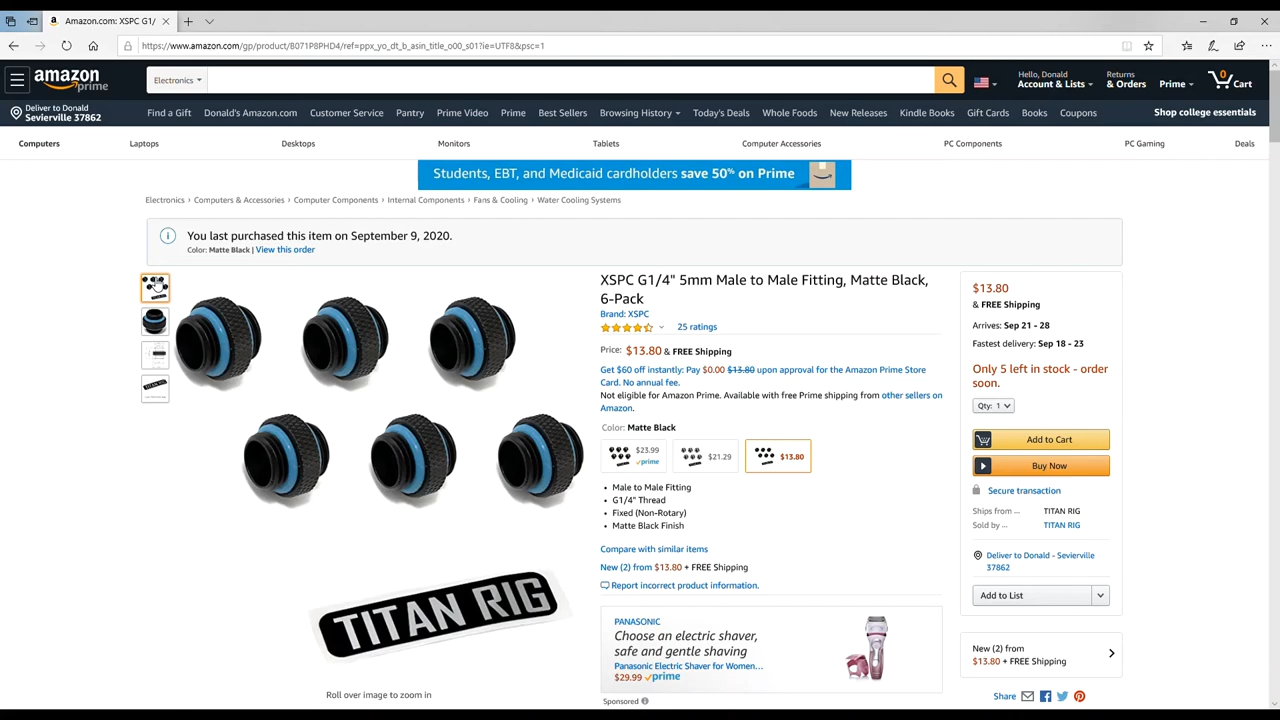 Amazon.com: XSPC G1/
https://www.amazon.com/gp/product/B071P8PHD4/ref=ppx_yo_dt_b_asin_title_o00_s01?ie=UTF8&psc=1
amazon
prime
Electronics
Hello, Donald
Account & Lists
Returns
& Orders
Prime
0
Cart
Deliver to Donald
Sevierville 37862
Find a Gift
Donald's Amazon.com
Customer Service
Pantry
Prime Video
Prime
Best Sellers
Browsing History
Today's Deals
Whole Foods
New Releases
Kindle Books
Gift Cards
Books
Coupons
Shop college essentials
Computers
Laptops
Desktops
Monitors
Tablets
Computer Accessories
PC Components
PC Gaming
Deals
Students, EBT, and Medicaid cardholders save 50% on Prime
Electronics › Computers & Accessories › Computer Components › Internal Components › Fans & Cooling › Water Cooling Systems
You last purchased this item on September 9, 2020.
Color: Matte Black | View this order
TITAN RIG
TITAN RIG
Roll over image to zoom in
XSPC G1/4" 5mm Male to Male Fitting, Matte Black,
6-Pack
Brand: XSPC
25 ratings
Price: $13.80 & FREE Shipping
Get $60 off instantly: Pay $0.00 $13.80 upon approval for the Amazon Prime Store
Card. No annual fee.
Not eligible for Amazon Prime. Available with free Prime shipping from other sellers on
Amazon.
Color: Matte Black
$23.99
prime
$21.29
$13.80
• Male to Male Fitting
• G1/4" Thread
• Fixed (Non-Rotary)
• Matte Black Finish
Compare with similar items
New (2) from $13.80 + FREE Shipping
Report incorrect product information.
PANASONIC
Choose an electric shaver,
safe and gentle shaving
Panasonic Electric Shaver for Women...
$29.99 prime
Sponsored
$13.80
& FREE Shipping
Arrives: Sep 21 - 28
Fastest delivery: Sep 18 - 23
Only 5 left in stock - order
soon.
Qty: 1
Add to Cart
Buy Now
Secure transaction
Ships from ... TITAN RIG
Sold by ... TITAN RIG
Deliver to Donald - Sevierville
37862
Add to List
New (2) from
$13.80 + FREE Shipping
Share